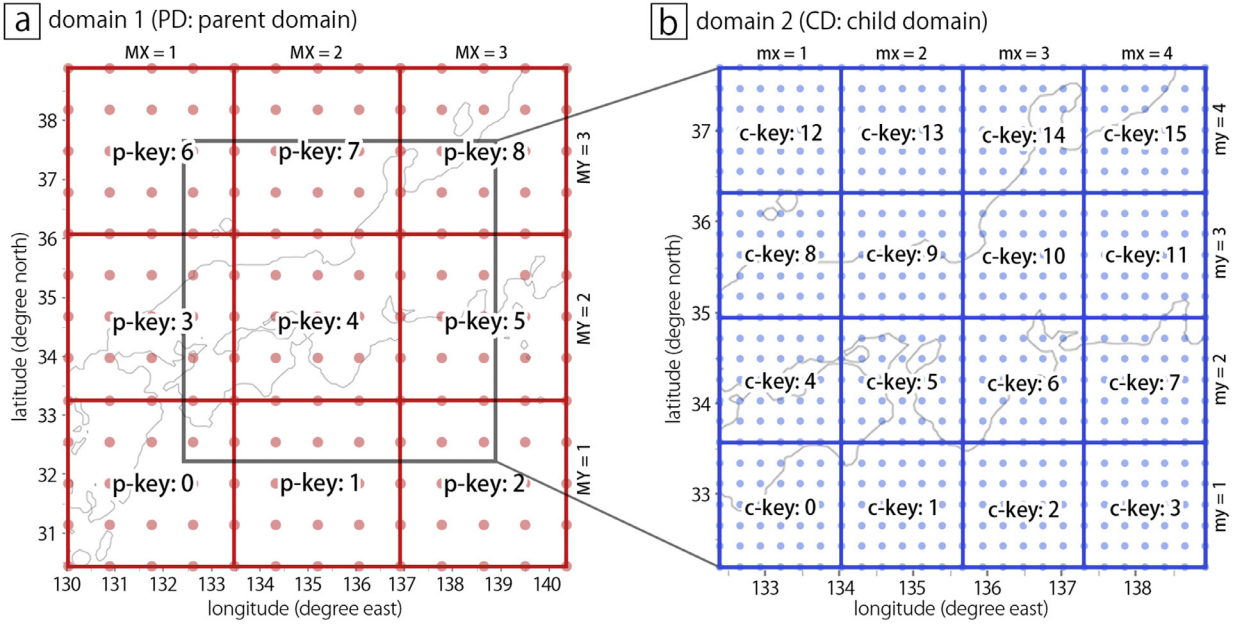 a domain 1 (PD: parent domain)
MX = 1 MX = 2 MX = 3
38
37
36
35
34
33
32
31
latitude (degree north)
p-key: 6 p-key: 7 p-key: 8
p-key: 3 p-key: 4 p-key: 5
p-key: 0 p-key: 1 p-key: 2
MY = 3
MY = 2
MY = 1
130 131 132 133 134 135 136 137 138 139 140
longitude (degree east)
b domain 2 (CD: child domain)
mx = 1 mx = 2 mx = 3 mx = 4
37
36
35
34
33
latitude (degree north)
c-key: 12 c-key: 13 c-key: 14 c-key: 15
c-key: 8 c-key: 9 c-key: 10 c-key: 11
c-key: 4 c-key: 5 c-key: 6 c-key: 7
c-key: 0 c-key: 1 c-key: 2 c-key: 3
my = 4
my = 3
my = 2
my = 1
133 134 135 136 137 138
longitude (degree east)